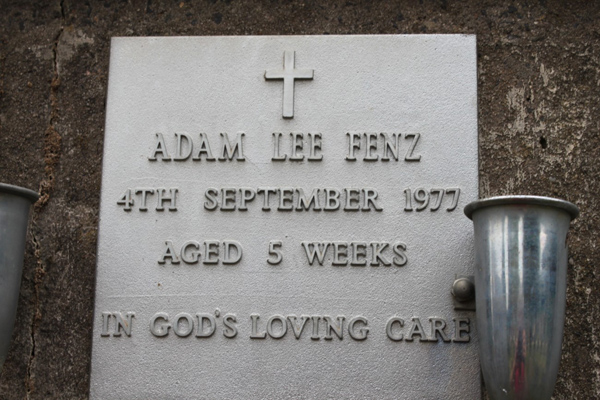 ADAM LEE FENZ
4TH SEPTEMBER 1977
AGED 5 WEEKS
IN GOD'S LOVING CARE